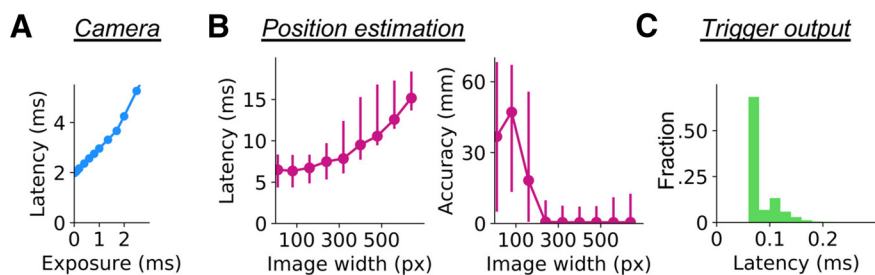 A Camera
Latency (ms)
4
2
0
0 1 2
Exposure (ms)
B Position estimation
Latency (ms)
15
10
5
0
100 300 500
Image width (px)
Accuracy (mm)
60
30
0
100 300 500
Image width (px)
C Trigger output
Fraction
.50
.25
0
0 0.1 0.2
Latency (ms)